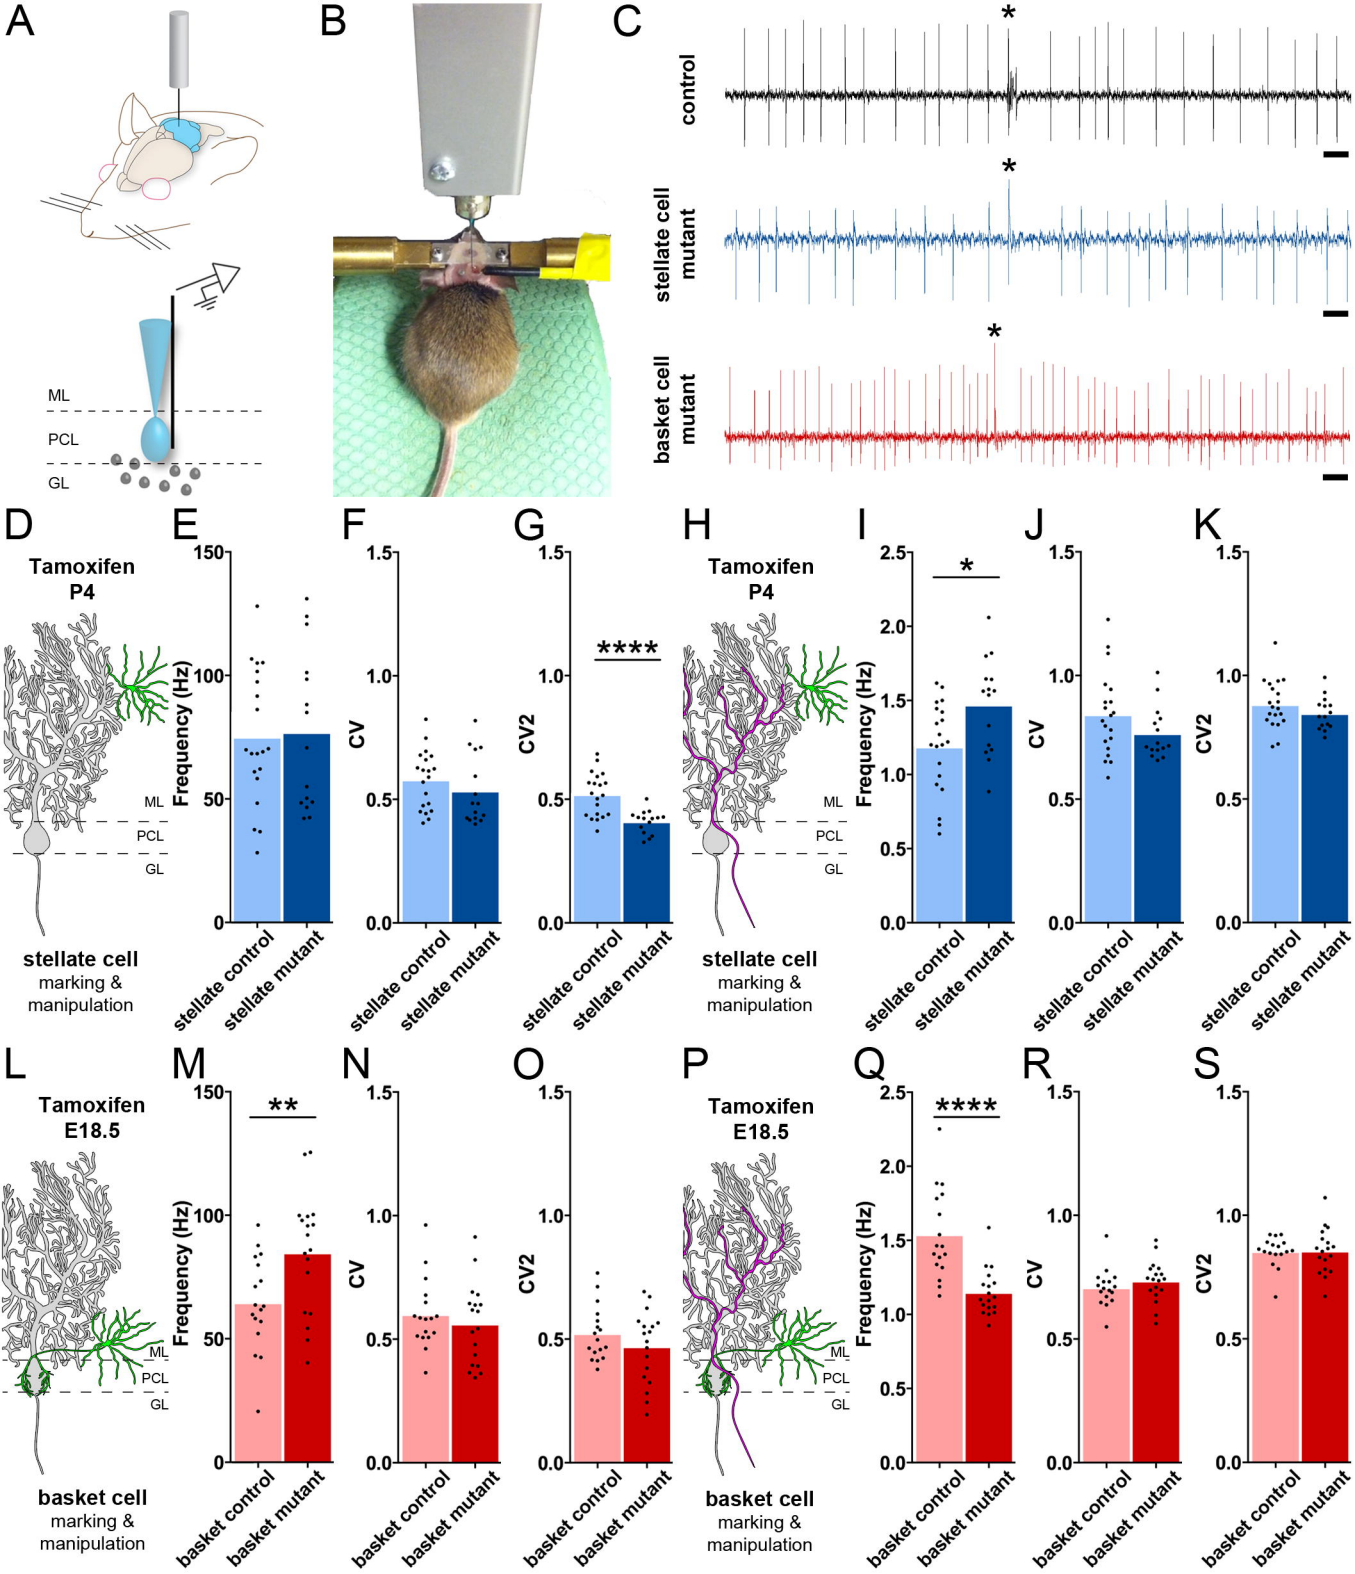 A
B
C
control
*
stellate cell
mutant
*
basket cell
mutant
*
ML
PCL
GL
D
Tamoxifen
P4
ML
PCL
GL
stellate cell
marking &
manipulation
E
Frequency (Hz)
150
100
50
0
stellate control
stellate mutant
F
CV
1.5
1.0
0.5
0.0
stellate control
stellate mutant
G
CV2
1.5
1.0
0.5
0.0
****
stellate control
stellate mutant
H
Tamoxifen
P4
ML
PCL
GL
stellate cell
marking &
manipulation
I
Frequency (Hz)
2.5
2.0
1.5
1.0
0.5
0.0
*
stellate control
stellate mutant
J
CV
1.5
1.0
0.5
0.0
stellate control
stellate mutant
K
CV2
1.5
1.0
0.5
0.0
stellate control
stellate mutant
L
Tamoxifen
E18.5
ML
PCL
GL
basket cell
marking &
manipulation
M
Frequency (Hz)
150
100
50
0
**
basket control
basket mutant
N
CV
1.5
1.0
0.5
0.0
basket control
basket mutant
O
CV2
1.5
1.0
0.5
0.0
basket control
basket mutant
P
Tamoxifen
E18.5
ML
PCL
GL
basket cell
marking &
manipulation
Q
Frequency (Hz)
2.5
2.0
1.5
1.0
0.5
0.0
****
basket control
basket mutant
R
CV
1.5
1.0
0.5
0.0
basket control
basket mutant
S
CV2
1.5
1.0
0.5
0.0
basket control
basket mutant